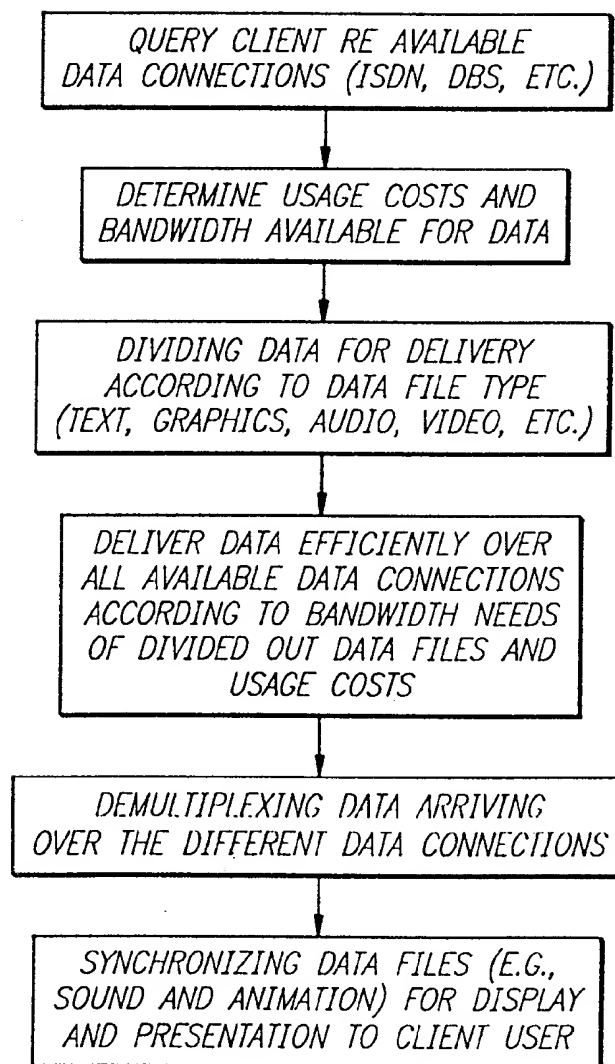 QUERY CLIENT RE AVAILABLE
DATA CONNECTIONS (ISDN, DBS, ETC.)
DETERMINE USAGE COSTS AND
BANDWIDTH AVAILABLE FOR DATA
DIVIDING DATA FOR DELIVERY
ACCORDING TO DATA FILE TYPE
(TEXT, GRAPHICS, AUDIO, VIDEO, ETC.)
DELIVER DATA EFFICIENTLY OVER
ALL AVAILABLE DATA CONNECTIONS
ACCORDING TO BANDWIDTH NEEDS
OF DIVIDED OUT DATA FILES AND
USAGE COSTS
DEMULTIPLEXING DATA ARRIVING
OVER THE DIFFERENT DATA CONNECTIONS
SYNCHRONIZING DATA FILES (E.G.,
SOUND AND ANIMATION) FOR DISPLAY
AND PRESENTATION TO CLIENT USER